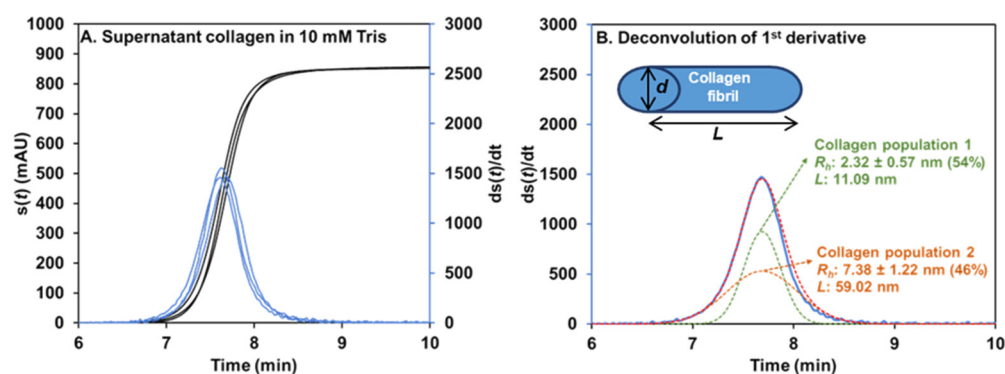 A. Supernatant collagen in 10 mM Tris
s(t) (mAU)
1000
900
800
700
600
500
400
300
200
100
0
3000
2500
2000
1500
1000
500
0
ds(t)/dt
6 7 8 9 10
Time (min)
B. Deconvolution of 1st derivative
ds(t)/dt
3000
2500
2000
1500
1000
500
0
Collagen
fibril
d
L
Collagen population 1
Rh: 2.32 ± 0.57 nm (54%)
L: 11.09 nm
Collagen population 2
Rh: 7.38 ± 1.22 nm (46%)
L: 59.02 nm
6 7 8 9 10
Time (min)